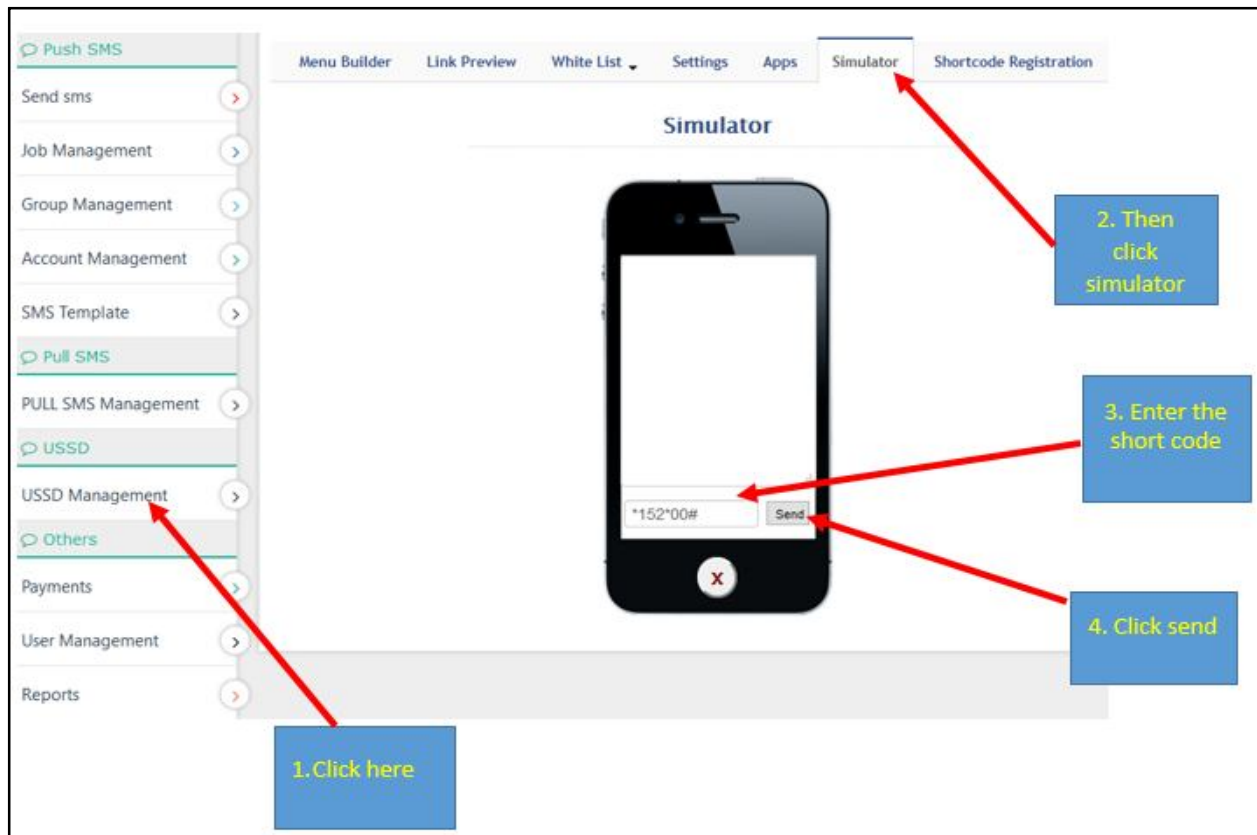 Push SMS
Send sms
Job Management
Group Management
Account Management
SMS Template
Pull SMS
PULL SMS Management
USSD
USSD Management
Others
Payments
User Management
Reports
Menu Builder Link Preview White List Settings Apps Simulator Shortcode Registration
Simulator
*152*00# Send
X
2. Then
click
simulator
3. Enter the
short code
4. Click send
1.Click here